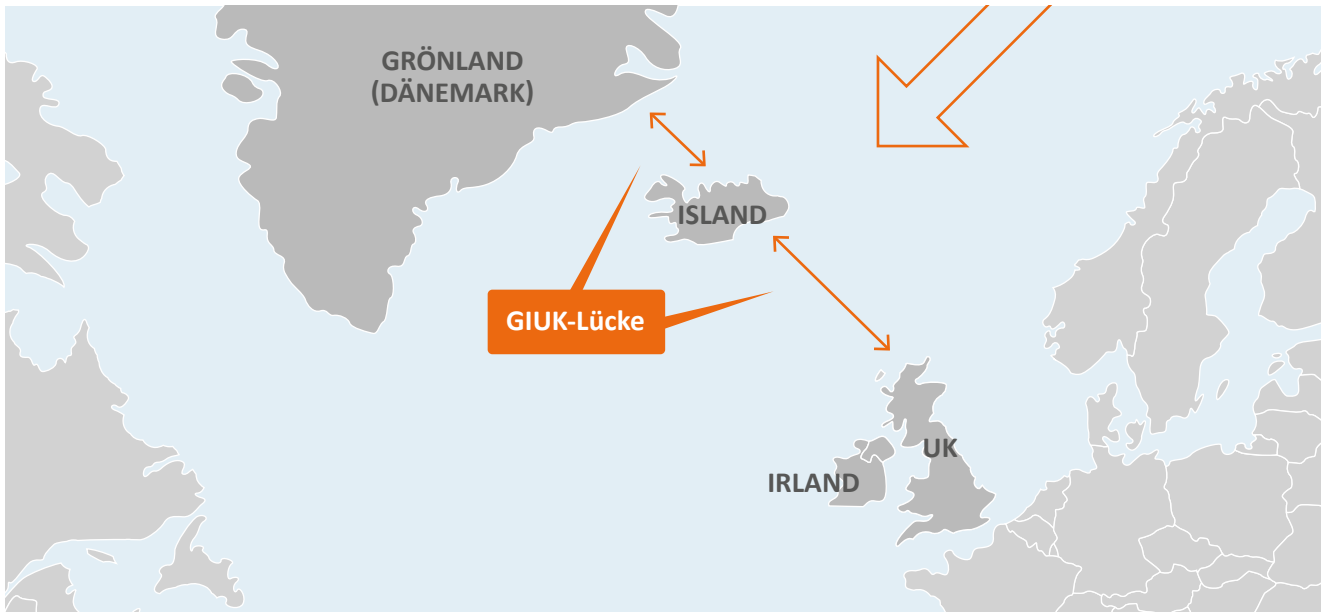 GRÖNLAND
(DÄNEMARK)
ISLAND
GIUK-Lücke
UK
IRLAND